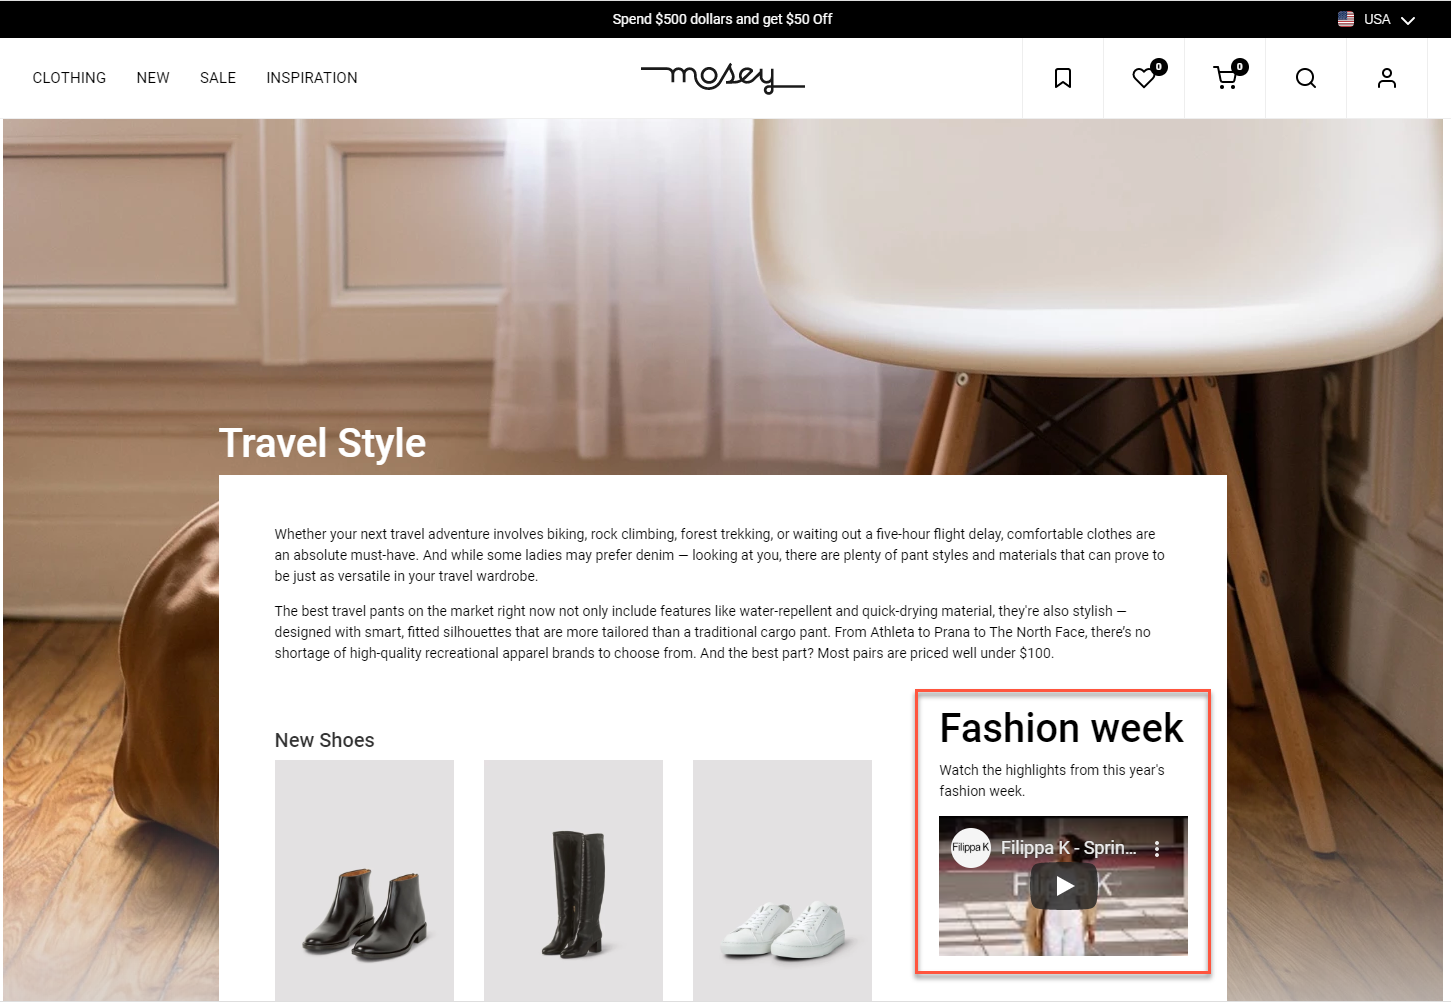 Spend $500 dollars and get $50 Off
USA
CLOTHING NEW SALE INSPIRATION
mosey
0
0
Travel Style
Whether your next travel adventure involves biking, rock climbing, forest trekking, or waiting out a five-hour flight delay, comfortable clothes are
an absolute must-have. And while some ladies may prefer denim — looking at you, there are plenty of pant styles and materials that can prove to
be just as versatile in your travel wardrobe.
The best travel pants on the market right now not only include features like water-repellent and quick-drying material, they're also stylish —
designed with smart, fitted silhouettes that are more tailored than a traditional cargo pant. From Athleta to Prana to The North Face, there’s no
shortage of high-quality recreational apparel brands to choose from. And the best part? Most pairs are priced well under $100.
New Shoes
Fashion week
Watch the highlights from this year's
fashion week.
Filippa K
Filippa K - Sprin...